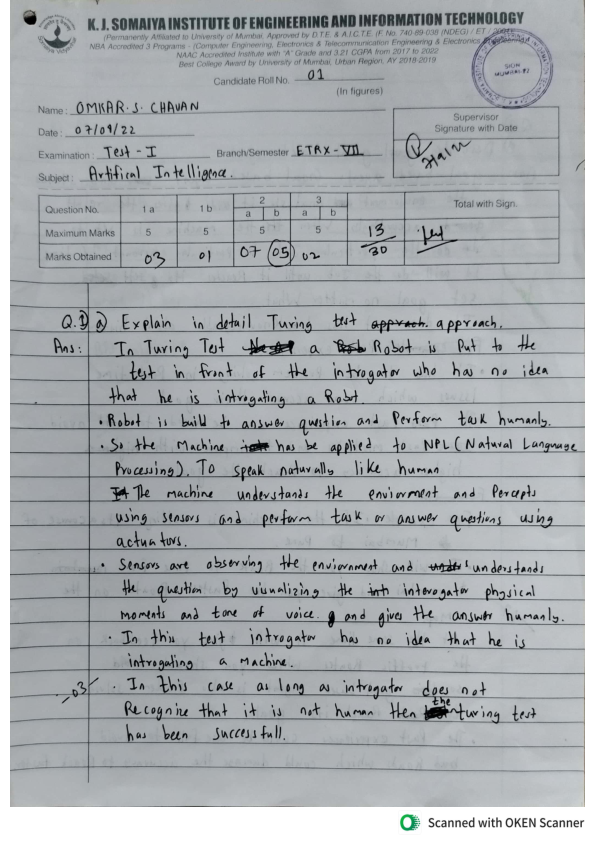 K. J. SOMAIYA INSTITUTE OF ENGINEERING AND INFORMATION TECHNOLOGY
(Permanently Affiliated to University of Mumbai, Approved by D.T.E. & A.I.C.T.E. (F. No. 740-89-038 (NDEG) / ET /
NBA Accredited 3 Programs - (Computer Engineering, Electronics & Telecommunication Engineering & Electronics
NAAC Accredited Institute with "A" Grade and 3.21 CGPA from 2017 to 2022
Best College Award by University of Mumbai, Urban Region, AY 2018-2019
SION
MUMBAI
Candidate Roll No. 01
(In figures)
Name: OMKAR. S. CHAVAN
Date: 07/09/22
Examination: Test - I Branch/Semester ETRX - VII
Subject: Artifical Intelligence.
Supervisor
Signature with Date
Question No. 1 a 1 b 2 a b 3 a b Total with Sign.
Maximum Marks 5 5 5 5 13
Marks Obtained 03 01 07 05 02 30
Q.1) a) Explain in detail Turing test apprach. approach.
Ans: In Turing Test a Robot is Put to the
test in front of the introgator who has no idea
that he is introgating a Robot.
• Robot is build to answer question and Perform task humanly.
• So the Machine has be applied to NPL (Natural Language
Processing). To speak naturally like human
The machine understands the enviorment and Percepts
using sensors and perform task or answer questions using
actuators.
• Sensors are observing the enviornment and understands
the question by visualizing the interogator physical
moments and tone of voice. and gives the answer humanly.
• In this test introgator has no idea that he is
introgating a Machine.
-03- • In this case as long as introgator does not
Recognize that it is not human then the turing test
has been successfull.
Scanned with OKEN Scanner